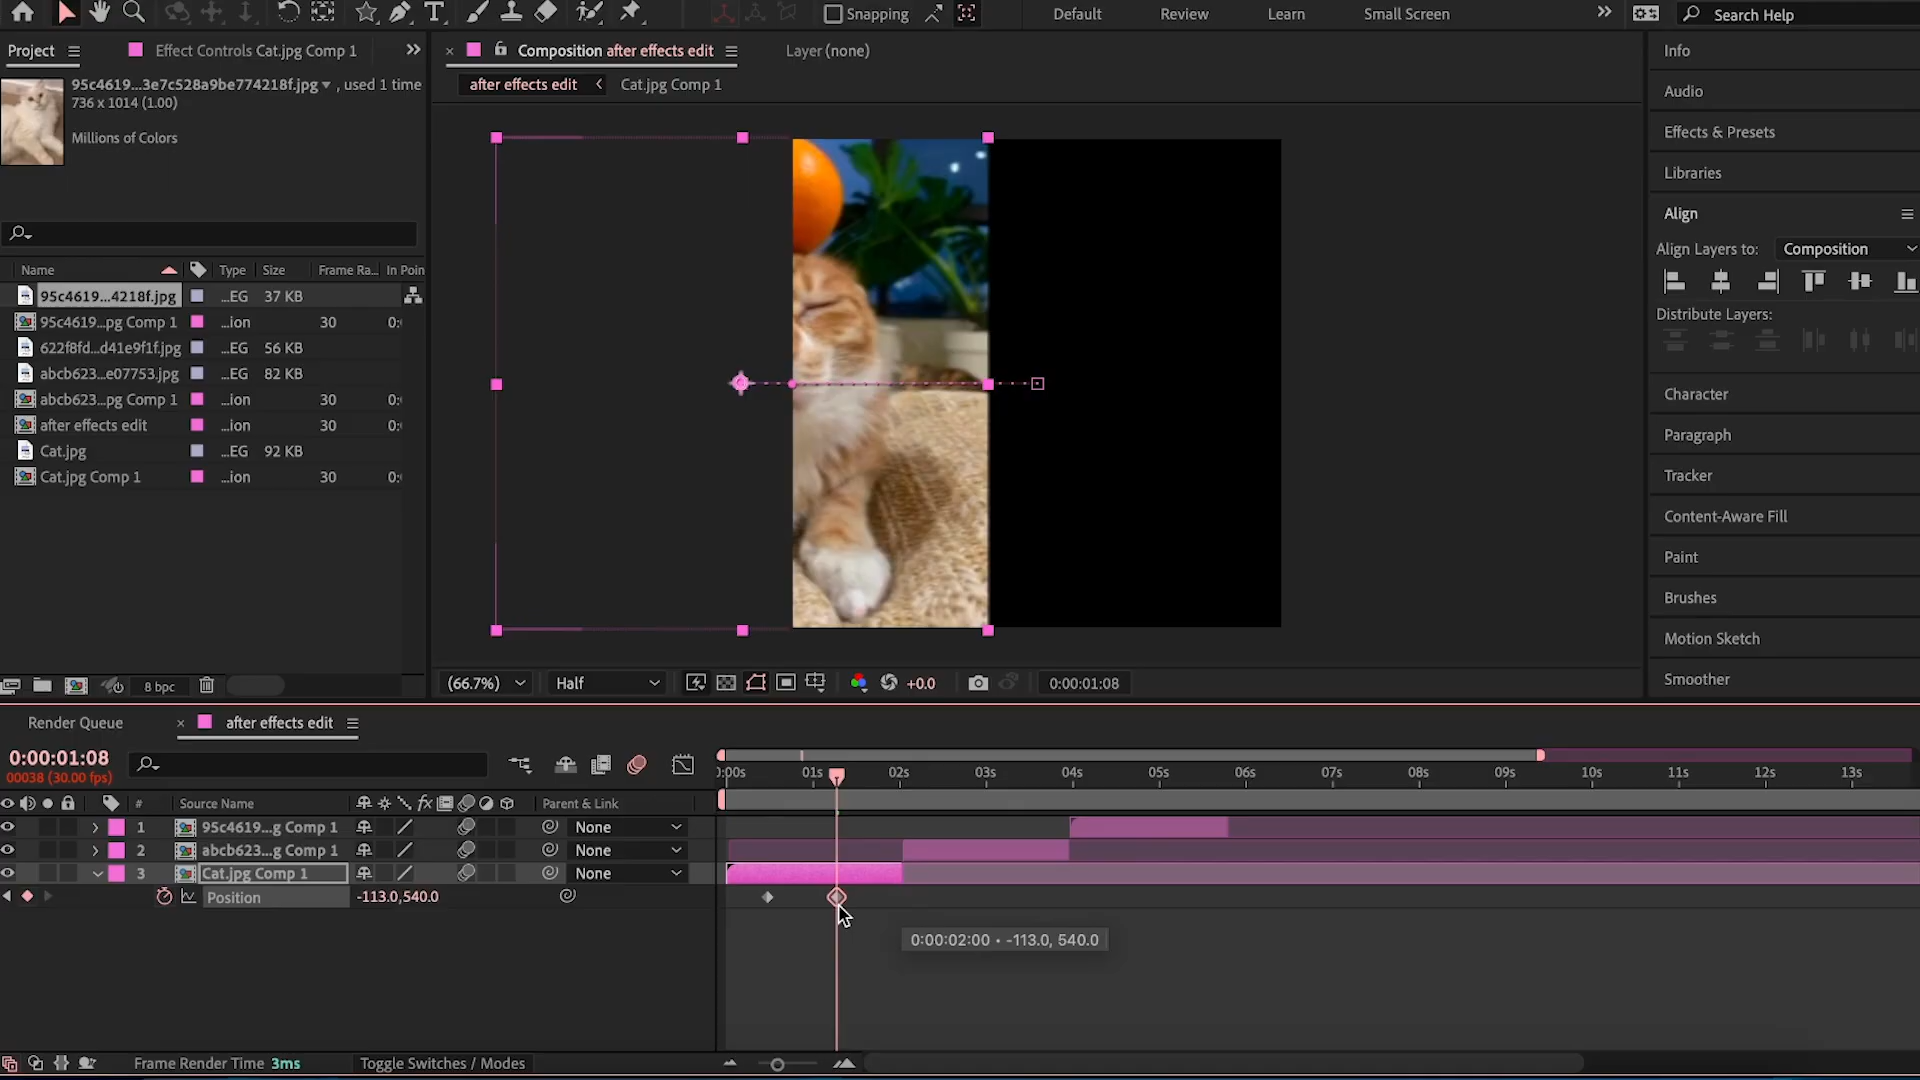 Snapping
Default
Review
Learn
Small Screen
Search Help
Project
Effect Controls Cat.jpg Comp 1
Composition after effects edit
Layer (none)
Info
95c4619...3e7c528a9be774218f.jpg , used 1 time
736 x 1014 (1.00)
Millions of Colors
after effects edit
Cat.jpg Comp 1
Audio
Effects & Presets
Libraries
Align
Align Layers to:
Composition
Distribute Layers:
Name
Type
Size
Frame Ra...
In Poin
95c4619...4218f.jpg ...EG 37 KB
95c4619...pg Comp 1 ...ion 30 0:
622f8fd...d41e9f1f.jpg ...EG 56 KB
abcb623...e07753.jpg ...EG 82 KB
abcb623...pg Comp 1 ...ion 30 0:
after effects edit ...ion 30 0:
Cat.jpg ...EG 92 KB
Cat.jpg Comp 1 ...ion 30 0:
Character
Paragraph
Tracker
Content-Aware Fill
Paint
Brushes
Motion Sketch
Smoother
8 bpc
(66.7%)
Half
+0.0
0:00:01:08
Render Queue
after effects edit
0:00:01:08
00038 (30.00 fps)
):00s 01s 02s 03s 04s 05s 06s 07s 08s 09s 10s 11s 12s 13s
# Source Name fx Parent & Link
1 95c4619...g Comp 1 None
2 abcb623...g Comp 1 None
3 Cat.jpg Comp 1 None
Position -113.0,540.0
0:00:02:00 • -113.0, 540.0
Frame Render Time 3ms
Toggle Switches / Modes